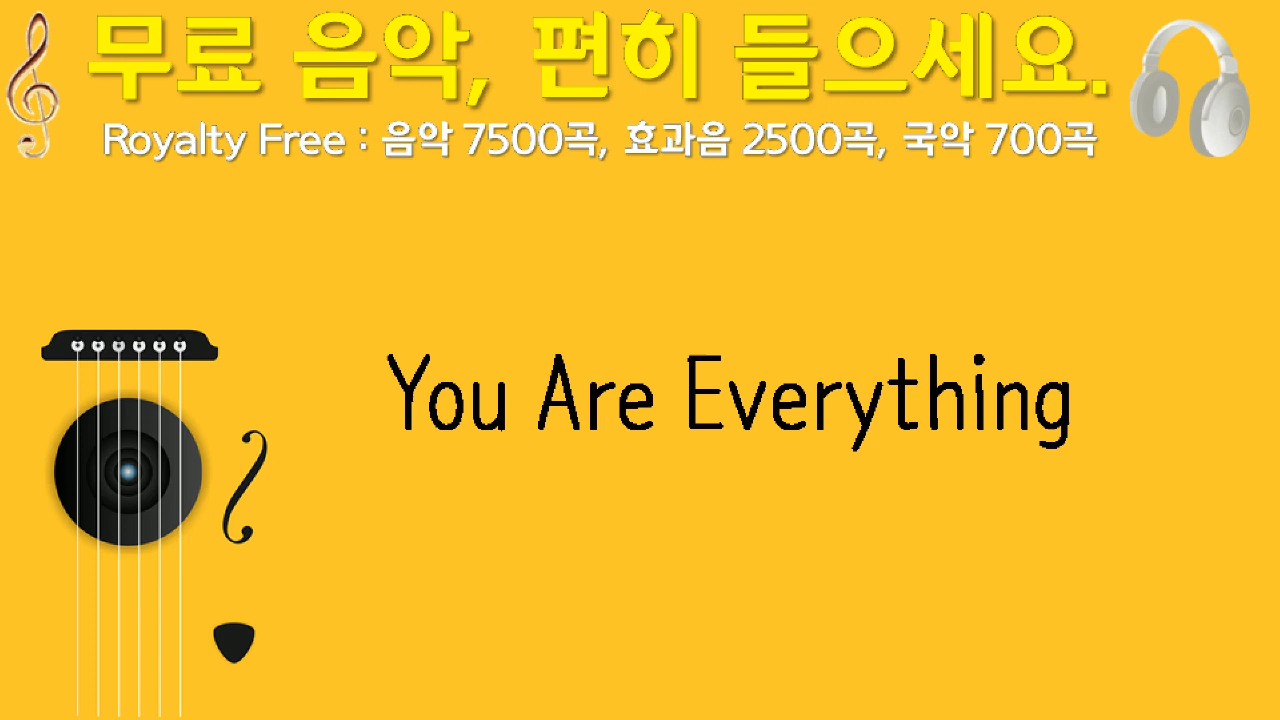 무료 음악, 편히 들으세요.
Royalty Free : 음악 7500곡, 효과음 2500곡, 국악 700곡
You Are Everything